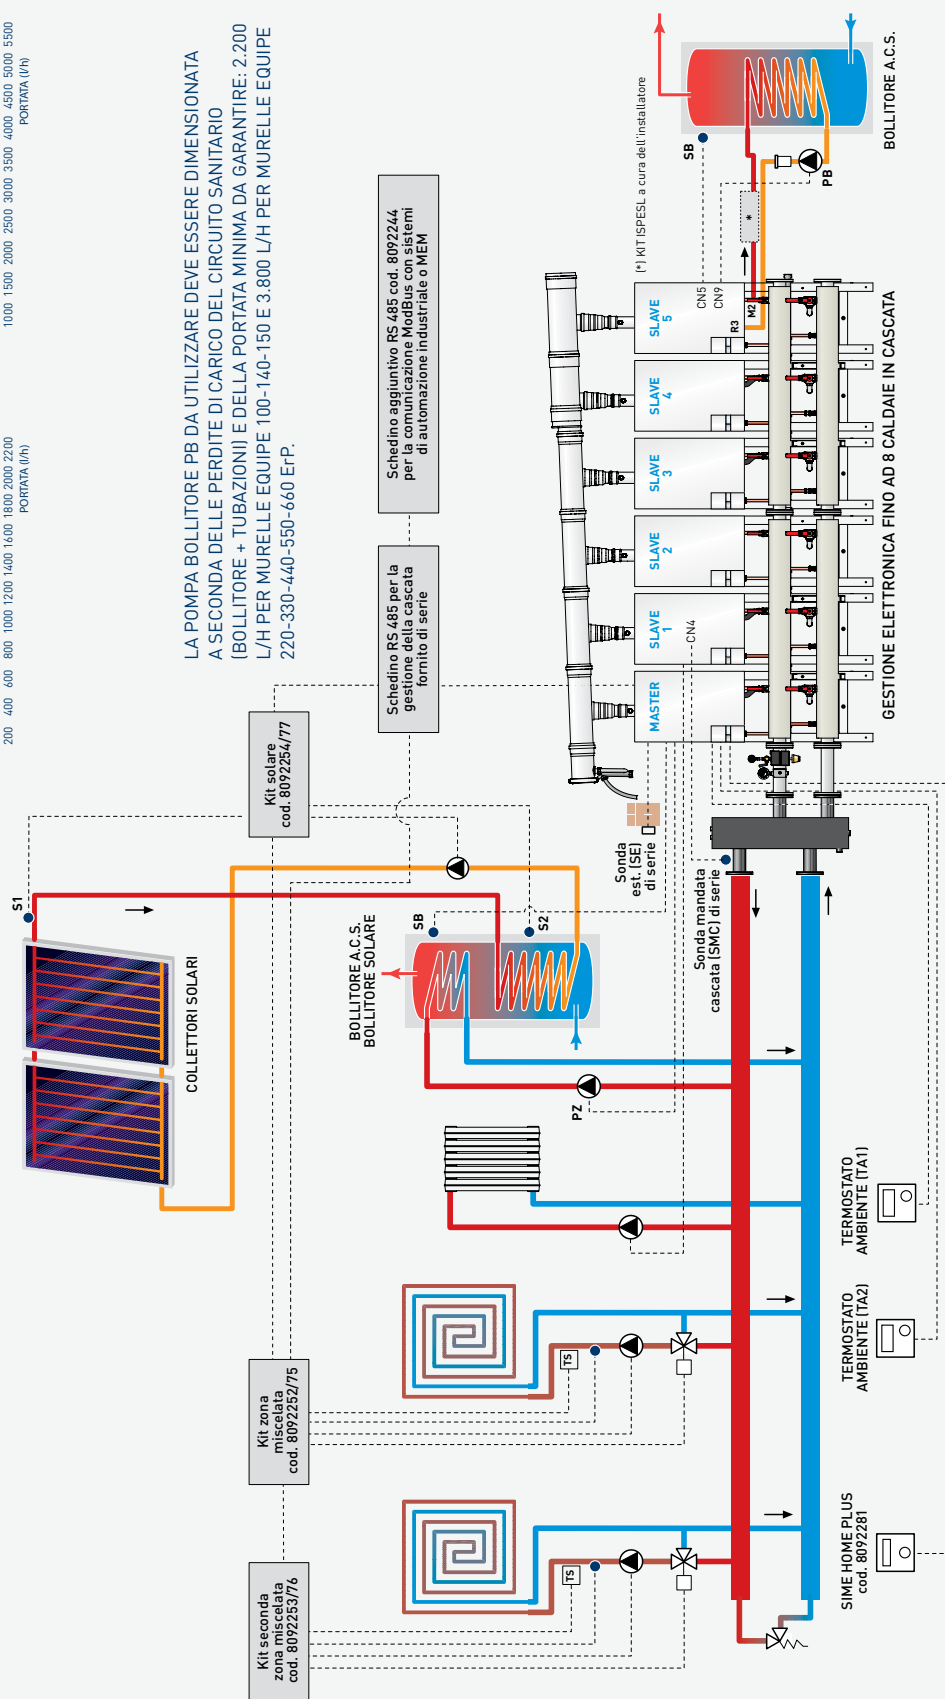 200 400 600 800 1000 1200 1400 1600 1800 2000 2200
PORTATA (l/h)
1000 1500 2000 2500 3000 3500 4000 4500 5000 5500
PORTATA (l/h)
LA POMPA BOLLITORE PB DA UTILIZZARE DEVE ESSERE DIMENSIONATA
A SECONDA DELLE PERDITE DI CARICO DEL CIRCUITO SANITARIO
(BOLLITORE + TUBAZIONI) E DELLA PORTATA MINIMA DA GARANTIRE: 2.200
L/H PER MURELLE EQUIPE 100-140-150 E 3.800 L/H PER MURELLE EQUIPE
220-330-440-550-660 ErP.
Kit seconda
zona miscelata
cod. 8092253/76
Kit zona
miscelata
cod. 8092252/75
Kit solare
cod. 8092254/77
Schedino RS 485 per la
gestione della cascata
fornito di serie
Schedino aggiuntivo RS 485 cod. 8092244
per la comunicazione ModBus con sistemi
di automazione industriale o MEM
S1
COLLETTORI SOLARI
BOLLITORE A.C.S.
BOLLITORE SOLARE
SB
S2
PZ
TS
TS
Sonda
est. (SE)
di serie
Sonda mandata
cascata (SMC) di serie
MASTER
SLAVE
1
CN4
SLAVE
2
SLAVE
3
SLAVE
4
SLAVE
5
CN5
CN9
R3
M2
*
(*) KIT ISPESL a cura dell'installatore
SB
PB
BOLLITORE A.C.S.
GESTIONE ELETTRONICA FINO AD 8 CALDAIE IN CASCATA
SIME HOME PLUS
cod. 8092281
TERMOSTATO
AMBIENTE (TA2)
TERMOSTATO
AMBIENTE (TA1)